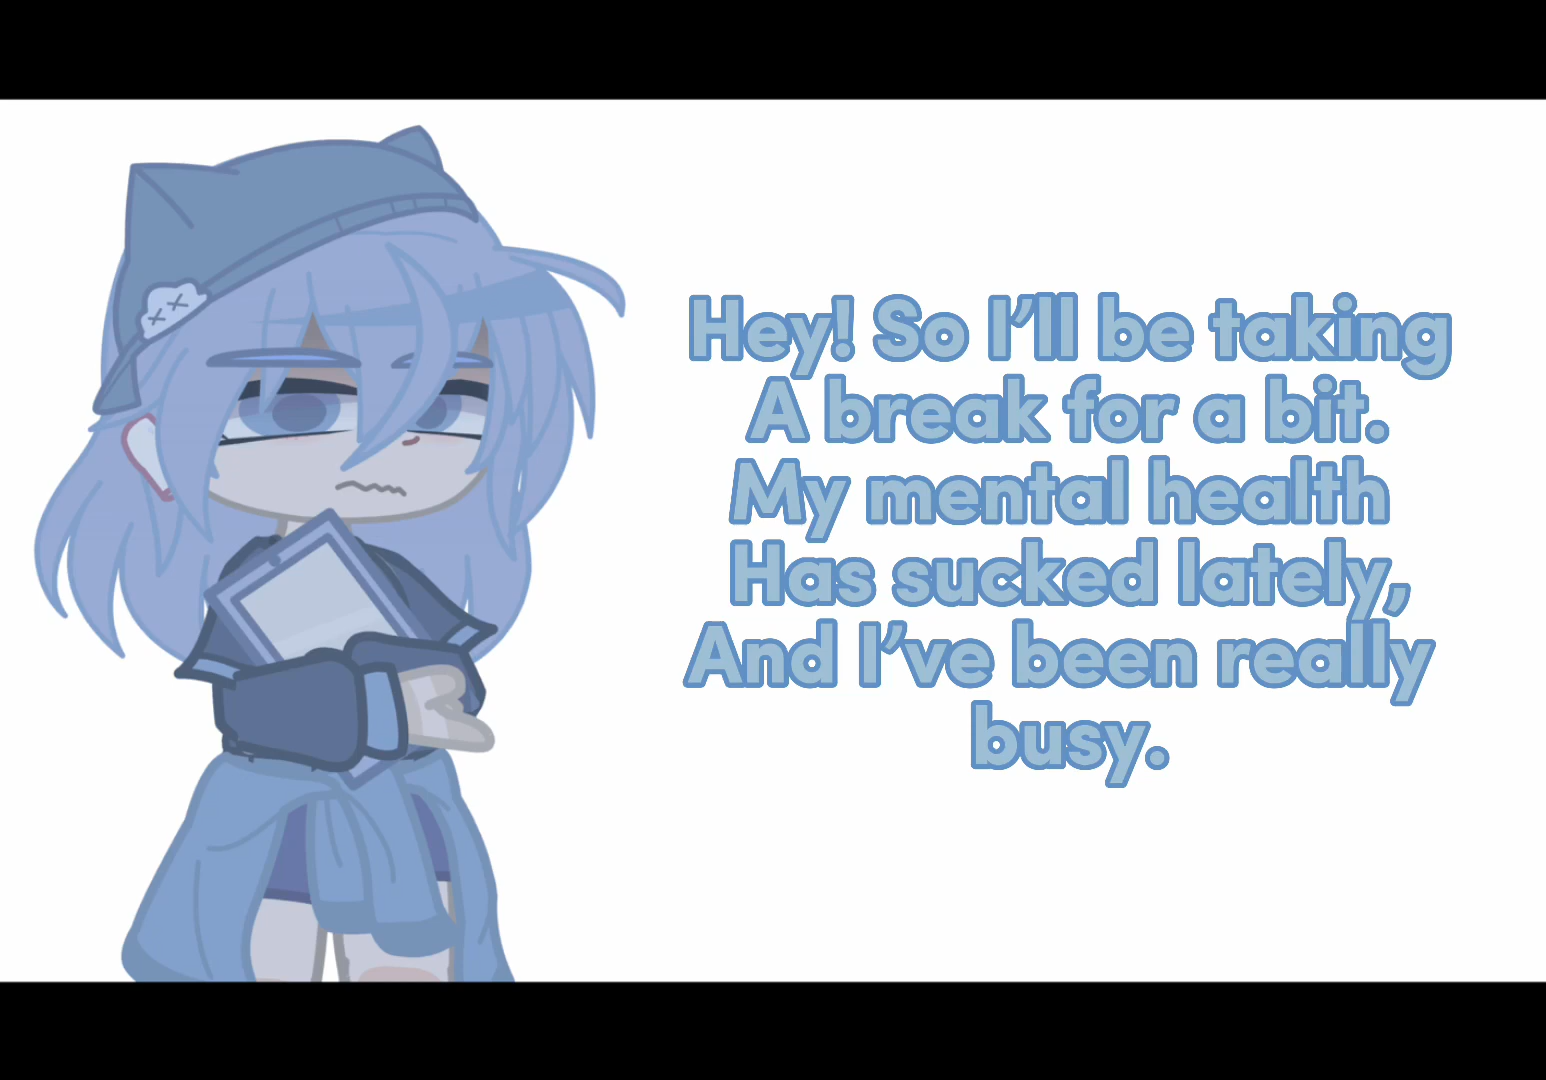 Hey! So I’ll be taking
A break for a bit.
My mental health
Has sucked lately,
And I’ve been really
busy.